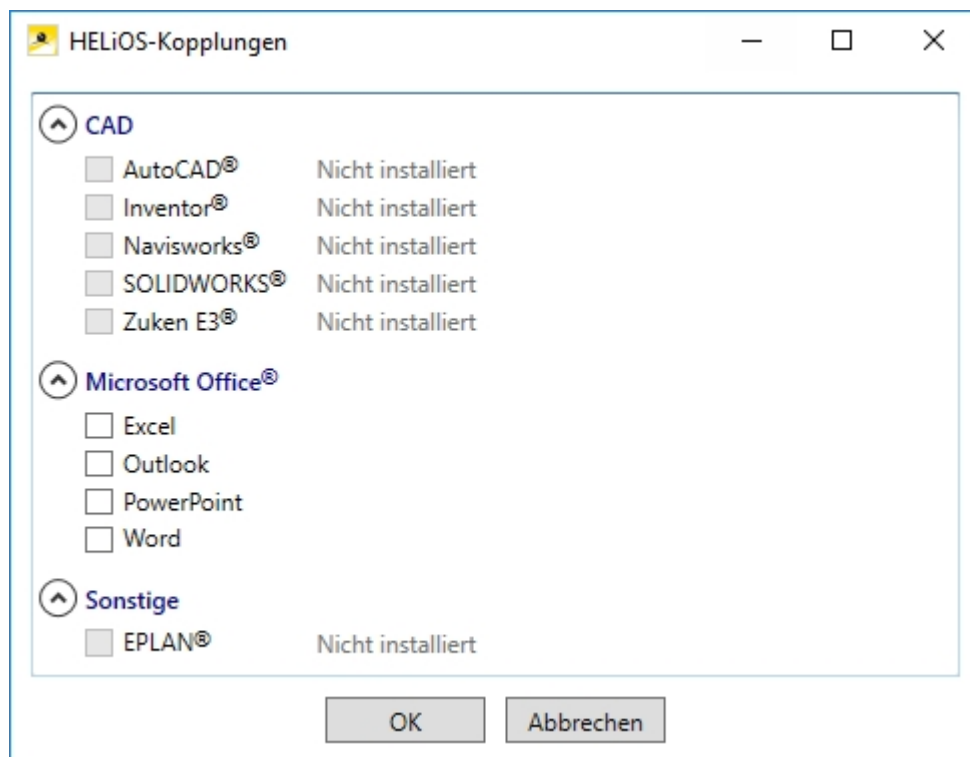 HELiOS-Kopplungen
CAD
AutoCAD® Nicht installiert
Inventor® Nicht installiert
Navisworks® Nicht installiert
SOLIDWORKS® Nicht installiert
Zuken E3® Nicht installiert
Microsoft Office®
Excel
Outlook
PowerPoint
Word
Sonstige
EPLAN® Nicht installiert
OK Abbrechen